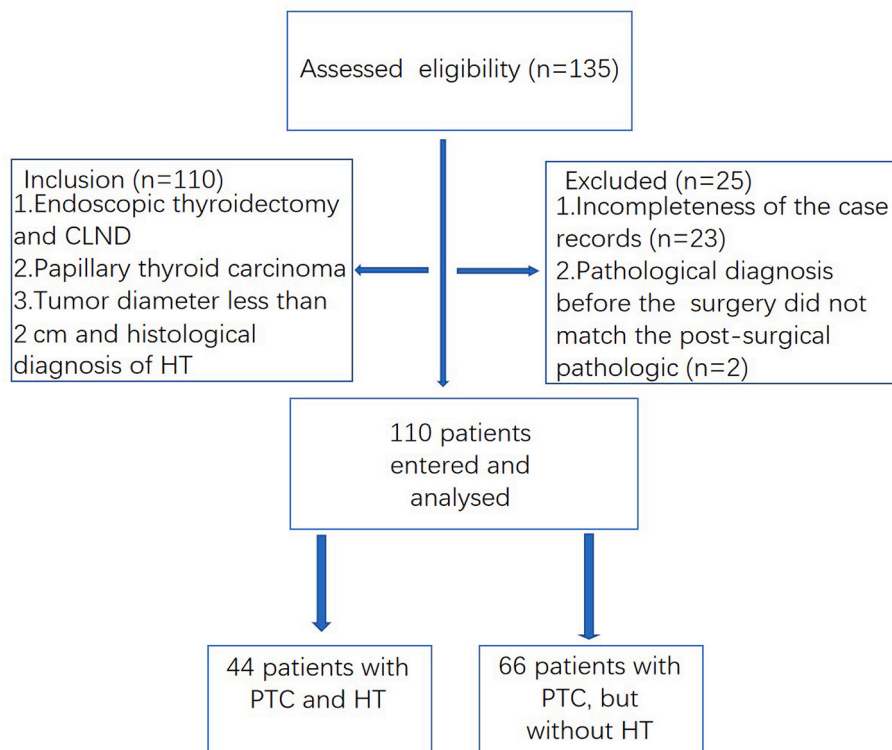 Assessed eligibility (n=135)
Inclusion (n=110)
1.Endoscopic thyroidectomy
and CLND
2.Papillary thyroid carcinoma
3.Tumor diameter less than
2 cm and histological
diagnosis of HT
Excluded (n=25)
1.Incompleteness of the case
records (n=23)
2.Pathological diagnosis
before the surgery did not
match the post-surgical
pathologic (n=2)
110 patients
entered and
analysed
44 patients with
PTC and HT
66 patients with
PTC, but
without HT